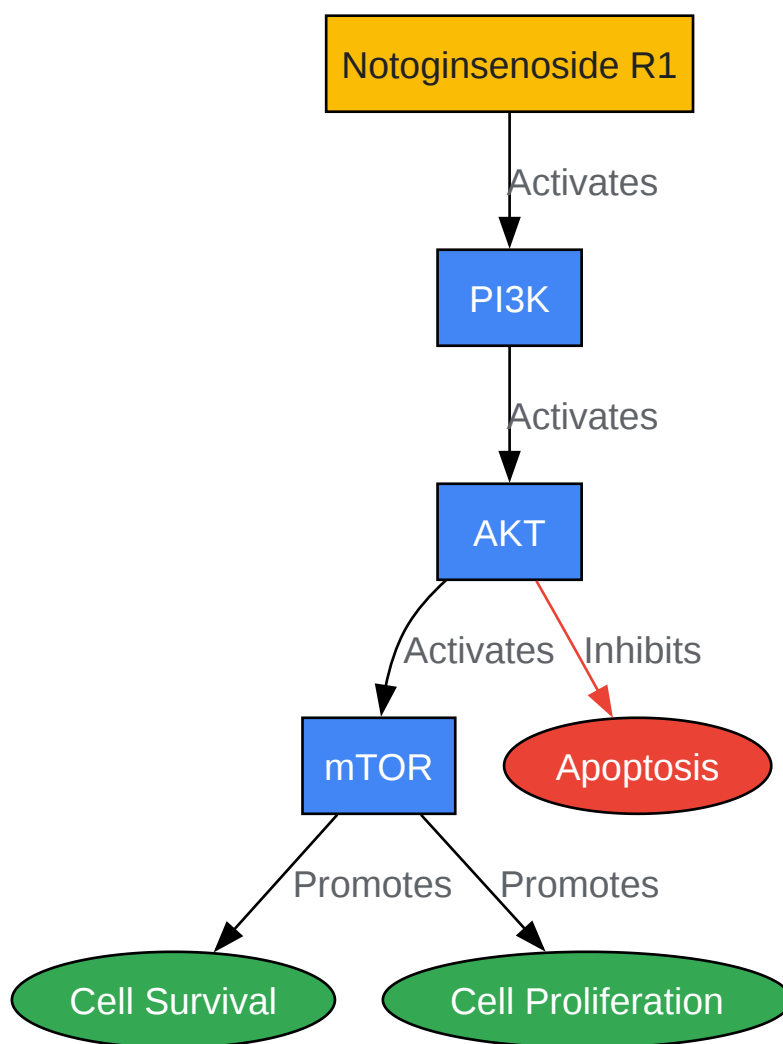 Notoginsenoside R1
Activates
PI3K
Activates
AKT
Activates
Inhibits
mTOR
Apoptosis
Promotes
Promotes
Cell Survival
Cell Proliferation